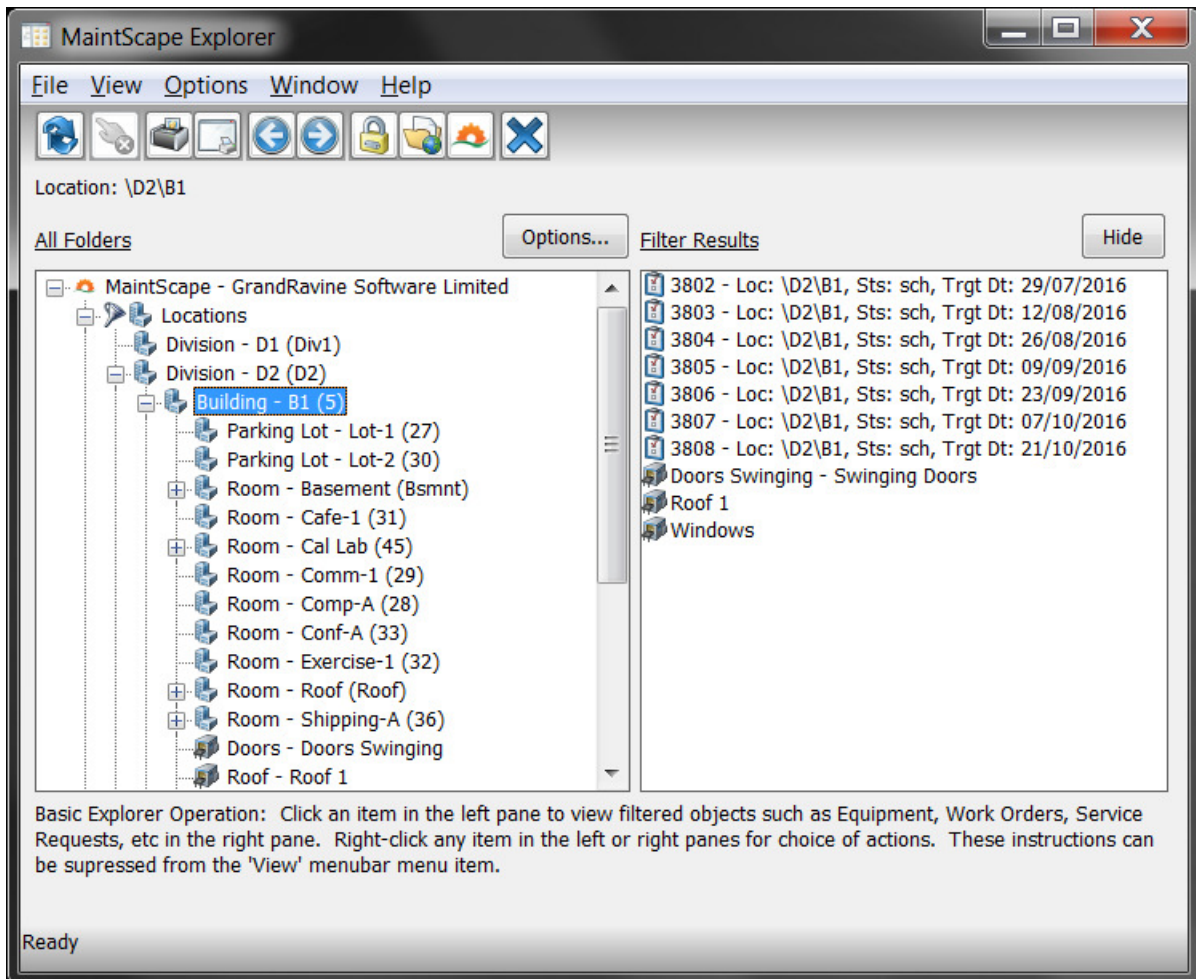 MaintScape Explorer
File View Options Window Help
Location: \D2\B1
All Folders
Options...
Filter Results
Hide
MaintScape - GrandRavine Software Limited
Locations
Division - D1 (Div1)
Division - D2 (D2)
Building - B1 (5)
Parking Lot - Lot-1 (27)
Parking Lot - Lot-2 (30)
Room - Basement (Bsmnt)
Room - Cafe-1 (31)
Room - Cal Lab (45)
Room - Comm-1 (29)
Room - Comp-A (28)
Room - Conf-A (33)
Room - Exercise-1 (32)
Room - Roof (Roof)
Room - Shipping-A (36)
Doors - Doors Swinging
Roof - Roof 1
3802 - Loc: \D2\B1, Sts: sch, Trgt Dt: 29/07/2016
3803 - Loc: \D2\B1, Sts: sch, Trgt Dt: 12/08/2016
3804 - Loc: \D2\B1, Sts: sch, Trgt Dt: 26/08/2016
3805 - Loc: \D2\B1, Sts: sch, Trgt Dt: 09/09/2016
3806 - Loc: \D2\B1, Sts: sch, Trgt Dt: 23/09/2016
3807 - Loc: \D2\B1, Sts: sch, Trgt Dt: 07/10/2016
3808 - Loc: \D2\B1, Sts: sch, Trgt Dt: 21/10/2016
Doors Swinging - Swinging Doors
Roof 1
Windows
Basic Explorer Operation:  Click an item in the left pane to view filtered objects such as Equipment, Work Orders, Service
Requests, etc in the right pane.  Right-click any item in the left or right panes for choice of actions.  These instructions can
be supressed from the 'View' menubar menu item.
Ready